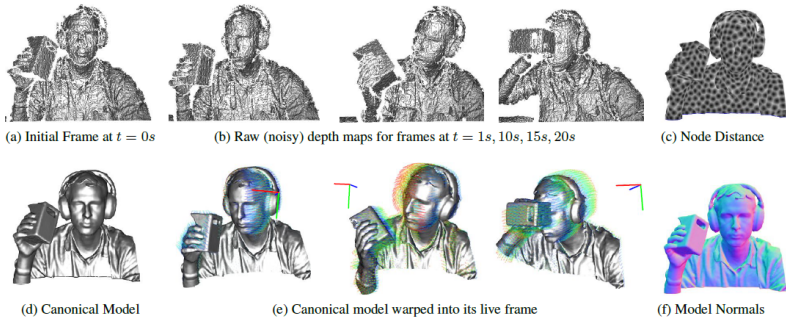 (a) Initial Frame at t = 0s
(b) Raw (noisy) depth maps for frames at t = 1s, 10s, 15s, 20s
(c) Node Distance
(d) Canonical Model
(e) Canonical model warped into its live frame
(f) Model Normals